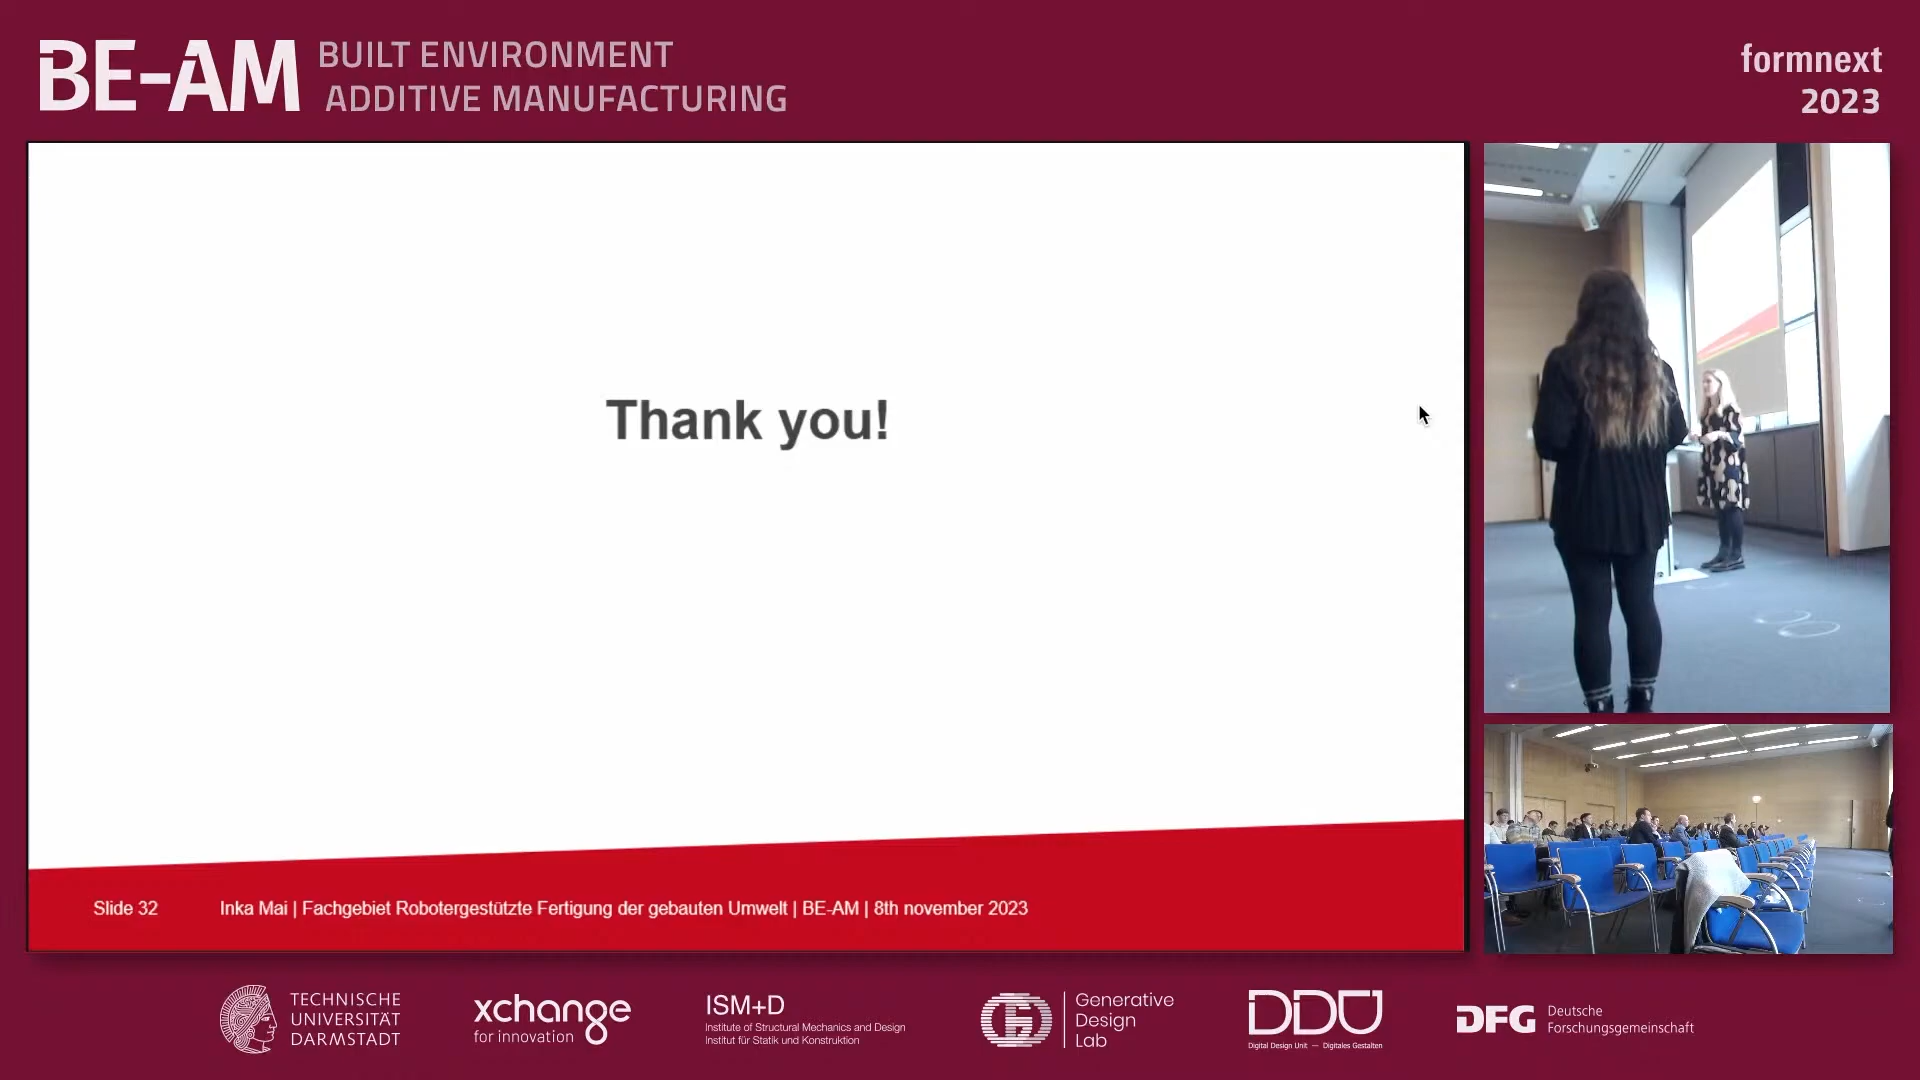 BE-AM
BUILT ENVIRONMENT
ADDITIVE MANUFACTURING
formnext
2023
Thank you!
Slide 32
Inka Mai | Fachgebiet Robotergestützte Fertigung der gebauten Umwelt | BE-AM | 8th november 2023
TECHNISCHE
UNIVERSITÄT
DARMSTADT
xchange
for innovation
ISM+D
Institute of Structural Mechanics and Design
Institut für Statik und Konstruktion
Generative
Design
Lab
DDU
Digital Design Unit — Digitales Gestalten
DFG
Deutsche
Forschungsgemeinschaft